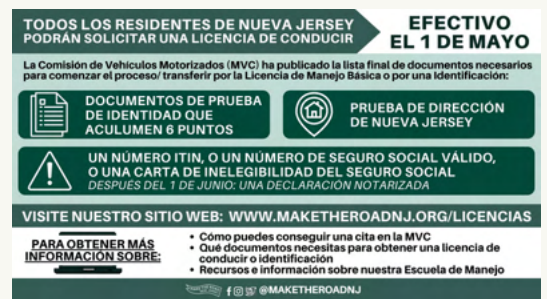 TODOS LOS RESIDENTES DE NUEVA JERSEY
PODRÁN SOLICITAR UNA LICENCIA DE CONDUCIR
EFECTIVO
EL 1 DE MAYO
La Comisión de Vehículos Motorizados (MVC) ha publicado la lista final de documentos necesarios
para comenzar el proceso/ transferir por la Licencia de Manejo Básica o por una Identificación:
DOCUMENTOS DE PRUEBA
DE IDENTIDAD QUE
ACULUMEN 6 PUNTOS
PRUEBA DE DIRECCIÓN
DE NUEVA JERSEY
UN NÚMERO ITIN, O UN NÚMERO DE SEGURO SOCIAL VÁLIDO,
O UNA CARTA DE INELEGIBILIDAD DEL SEGURO SOCIAL
DESPUÉS DEL 1 DE JUNIO: UNA DECLARACIÓN NOTARIZADA
VISITE NUESTRO SITIO WEB: WWW.MAKETHEROADNJ.ORG/LICENCIAS
PARA OBTENER MÁS
INFORMACIÓN SOBRE:
• Cómo puedes conseguir una cita en la MVC
• Qué documentos necesitas para obtener una licencia de
conducir o identificación
• Recursos e información sobre nuestra Escuela de Manejo
@MAKETHEROADNJ